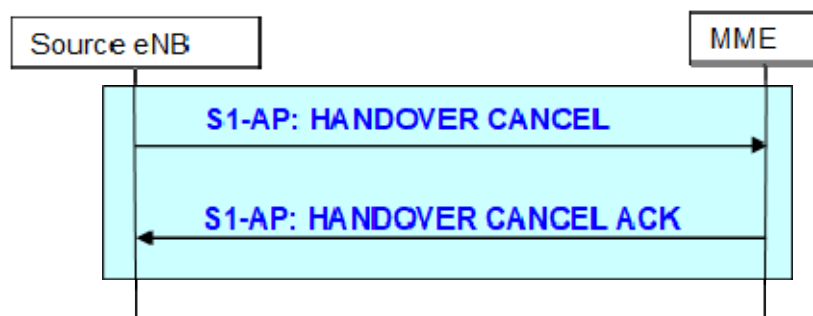 Source eNB
MME
S1-AP: HANDOVER CANCEL
S1-AP: HANDOVER CANCEL ACK